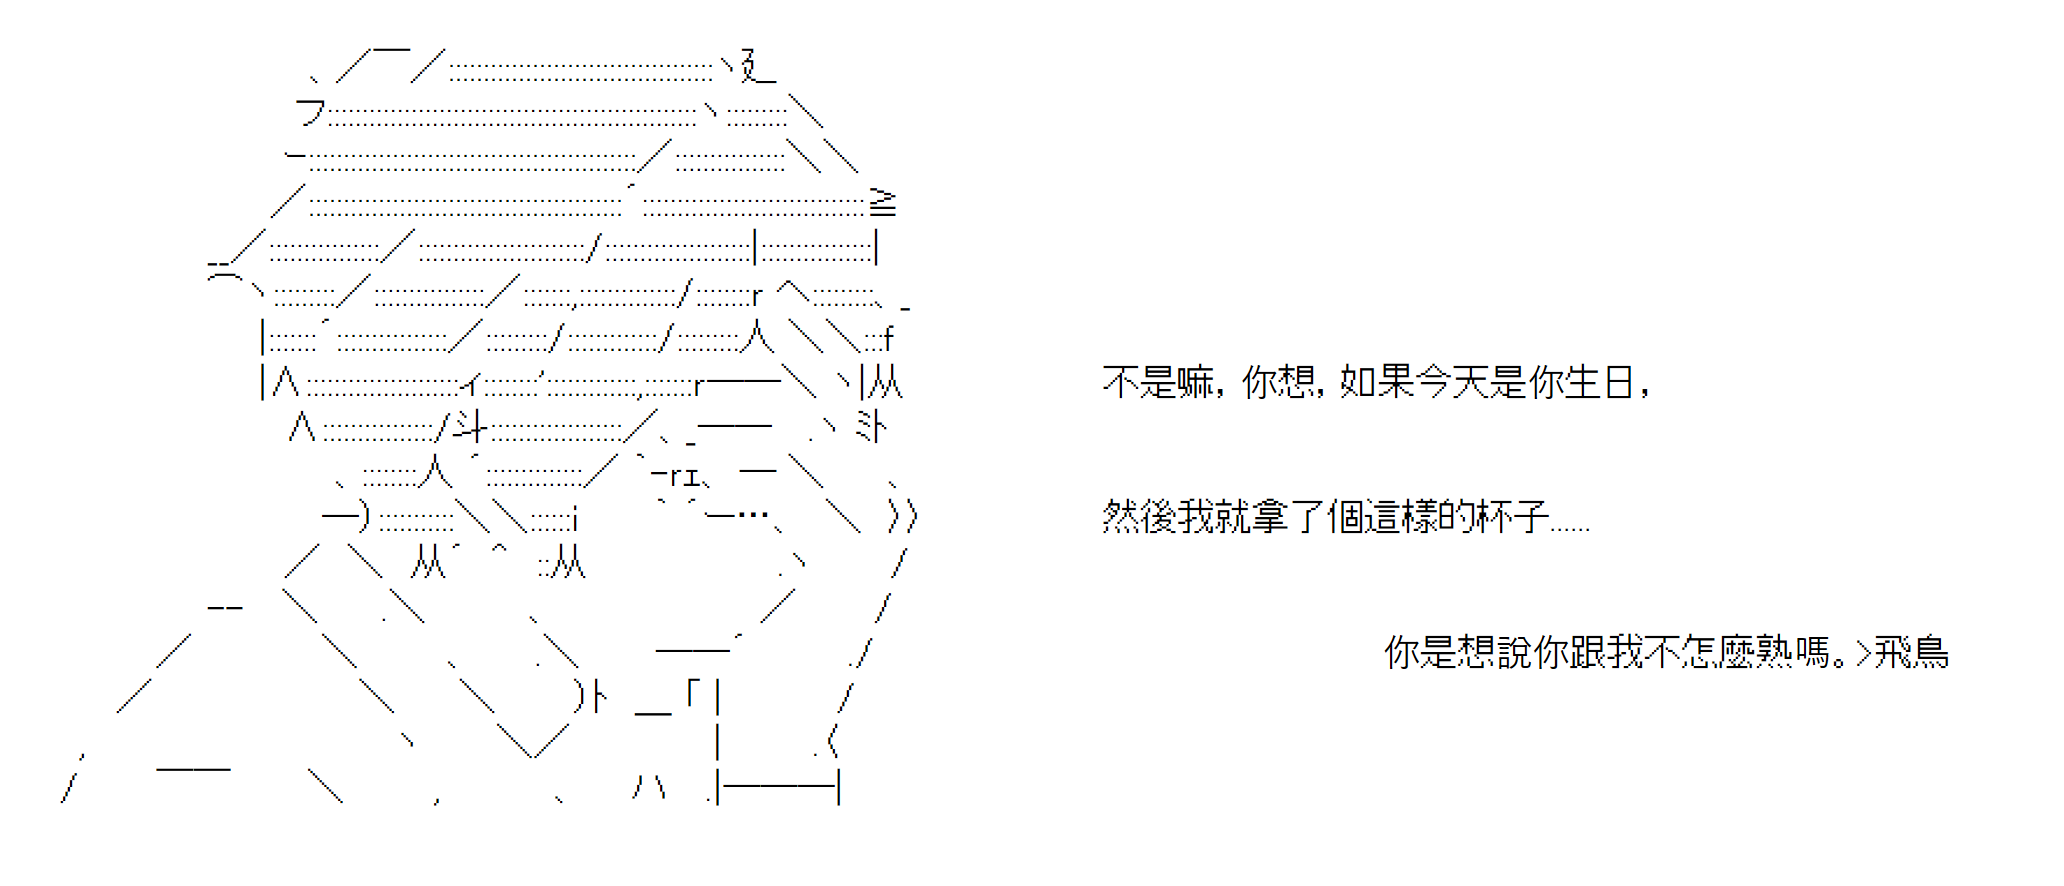 不是嘛，你想，如果今天是你生日，
然後我就拿了個這樣的杯子……
你是想說你跟我不怎麼熟嗎。>飛鳥